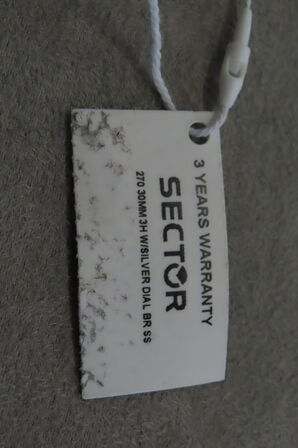 3 YEARS WARRANTY
SECTOR
270 30MM 3H W/SILVER DIAL BR SS